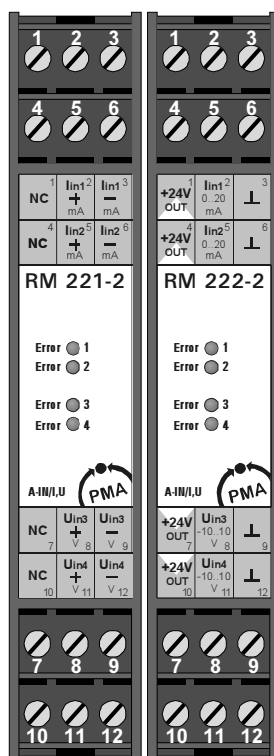 1 2 3
4 5 6
1 Iin1 2 Iin1 3
NC + −
mA mA
4 Iin2 5 Iin2 6
NC + −
mA mA
RM 221-2
Error 1
Error 2
Error 3
Error 4
A-IN/I,U
PMA
Uin3 Uin3
NC + −
7 V 8 V 9
Uin4 Uin4
NC + −
10 V 11 V 12
7 8 9
10 11 12
1 2 3
4 5 6
1 Iin1 2 3
+24V 0..20 ⊥
OUT mA
4 Iin2 5 6
+24V 0..20 ⊥
OUT mA
RM 222-2
Error 1
Error 2
Error 3
Error 4
A-IN/I,U
PMA
+24V Uin3
OUT -10..10 ⊥
7 V 8 9
+24V Uin4
OUT -10..10 ⊥
10 V 11 12
7 8 9
10 11 12